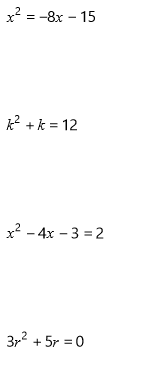 x² = –8x – 15
k² + k = 12
x² – 4x – 3 = 2
3r² + 5r = 0